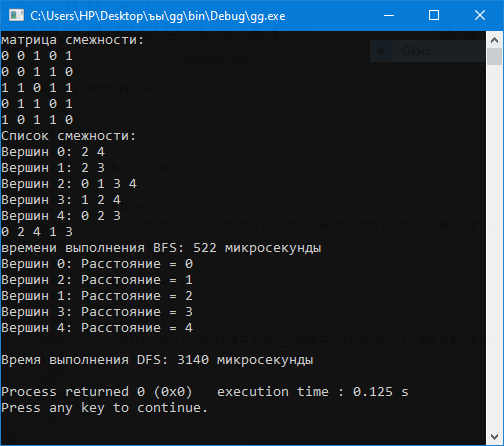 C:\Users\HP\Desktop\ъы\gg\bin\Debug\gg.exe
матрица смежности:
0 0 1 0 1
0 0 1 1 0
1 1 0 1 1
0 1 1 0 1
1 0 1 1 0
Список смежности:
Вершин 0: 2 4
Вершин 1: 2 3
Вершин 2: 0 1 3 4
Вершин 3: 1 2 4
Вершин 4: 0 2 3
0 2 4 1 3
времени выполнения BFS: 522 микросекунды
Вершин 0: Расстояние = 0
Вершин 2: Расстояние = 1
Вершин 1: Расстояние = 2
Вершин 3: Расстояние = 3
Вершин 4: Расстояние = 4
Время выполнения DFS: 3140 микросекунды
Process returned 0 (0x0)   execution time : 0.125 s
Press any key to continue.